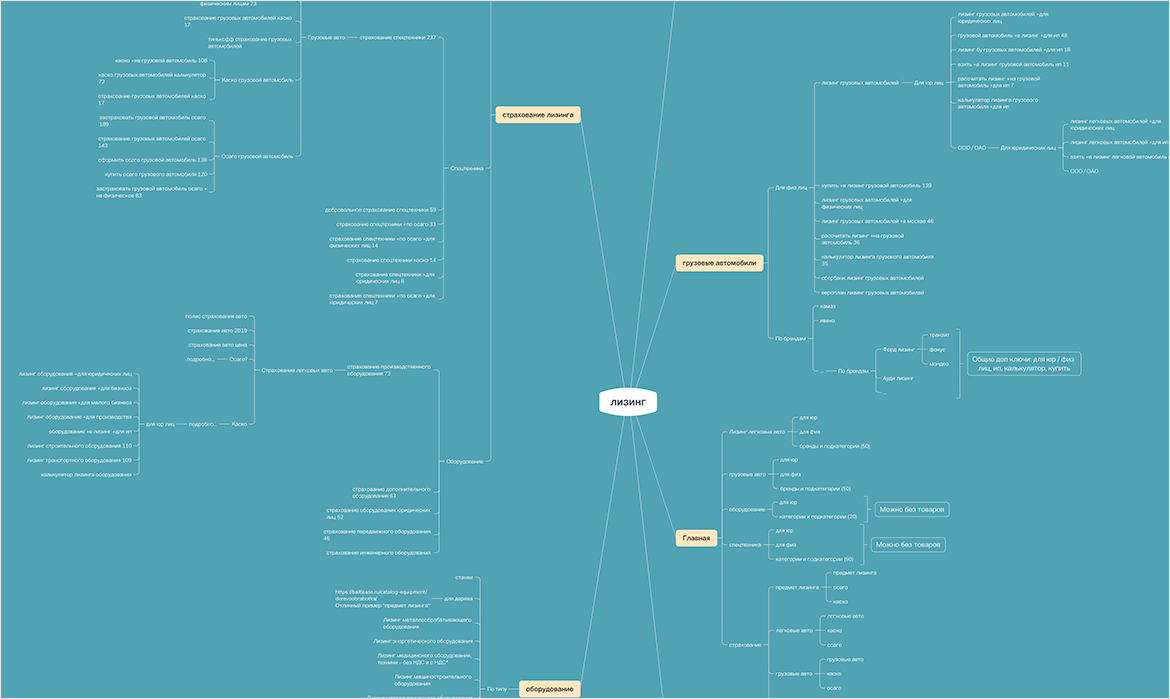 физическим лицам 23
страхование грузовых автомобилей каско
17
тинькофф страхование грузовых
автомобилей
Грузовые авто
страхование спецтехники 237
каско +на грузовой автомобиль 108
каско грузовых автомобилей калькулятор
72
страхование грузовых автомобилей каско
17
Каско грузовой автомобиль
застраховать грузовой автомобиль осаго
189
страхование грузовых автомобилей осаго
143
оформить осаго грузовой автомобиль 138
купить осаго грузового автомобиля 120
застраховать грузовой автомобиль осаго +
на физическое 83
Осаго грузовой автомобиль
страхование лизинга
Спецтехника
добровольное страхование спецтехники 59
страхование спецтехники +по осаго 33
страхование спецтехники +по осаго +для
физических лиц 14
страхование спецтехники каско 14
страхование спецтехники +для
юридических лиц 8
страхование спецтехники +по осаго +для
юридических лиц 7
полис страхования авто
страхование авто 2019
страхование авто цена
подробно...
Осаго?
Страхование легковых авто
страхование производственного
оборудования 73
лизинг оборудования +для юридических лиц
лизинг оборудования +для бизнеса
лизинг оборудования +для малого бизнеса
лизинг оборудование +для производства
оборудования +в лизинг +для ип
лизинг строительного оборудования 110
лизинг транспортного оборудования 109
калькулятор лизинга оборудования
для юр лиц
подробно...
Каско
Оборудование
страхование дополнительного
оборудования 63
страхование оборудования юридических
лиц 52
страхование передвижного оборудования
46
страхование инженерного оборудования
станки
https://baltlease.ru/catalog-equipment/
derevoobrabotka/
Отличный пример "предмет лизинга"
для дерева
Лизинг металлообрабатывающего
оборудования
Лизинг энергетического оборудования
Лизинг медицинского оборудования,
техники - без НДС и с НДС*
Лизинг машиностроительного
оборудования
По типу
оборудование
ЛИЗИНГ
лизинг грузовых автомобилей +для
юридических лиц
грузовой автомобиль +в лизинг +для ип 48
лизинг бу грузовых автомобилей +для ип 18
взять +в лизинг грузовой автомобиль ип 11
рассчитать лизинг +на грузовой
автомобиль +для ип 7
калькулятор лизинга грузового
автомобиля +для ип
лизинг грузовых автомобилей
Для юр лиц
лизинг легковых автомобилей +для
юридических лиц
лизинг легковых автомобилей +для ип
взять +в лизинг легковой автомобиль
ООО / ОАО
ООО / ОАО
Для юридических лиц
Для физ лиц
купить +в лизинг грузовой автомобиль 139
лизинг грузовых автомобилей +для
физических лиц
лизинг грузовых автомобилей +в москве 46
рассчитать лизинг +на грузовой
автомобиль 36
калькулятор лизинга грузового автомобиля
35
сбербанк лизинг грузовых автомобилей
европлан лизинг грузовых автомобилей
грузовые автомобили
По брендам
камаз
ивеко
...
По брендам
Форд лизинг
транзит
фокус
мондео
Ауди лизинг
...
Общие доп ключи: для юр / физ
лиц, ип, калькулятор, купить
Главная
Лизинг легковых авто
для юр
для физ
бренды и подкатегории (50)
грузовые авто
для юр
для физ
бренды и подкатегории (50)
оборудование
для юр
категории и подкатегории (20)
Можно без товаров
спецтехника
для юр
для физ
категории и подкатегории (50)
Можно без товаров
страхование
предмет лизинга
предмет лизинга
осаго
каско
легковые авто
легковые авто
каско
осаго
грузовые авто
грузовые авто
каско
осаго